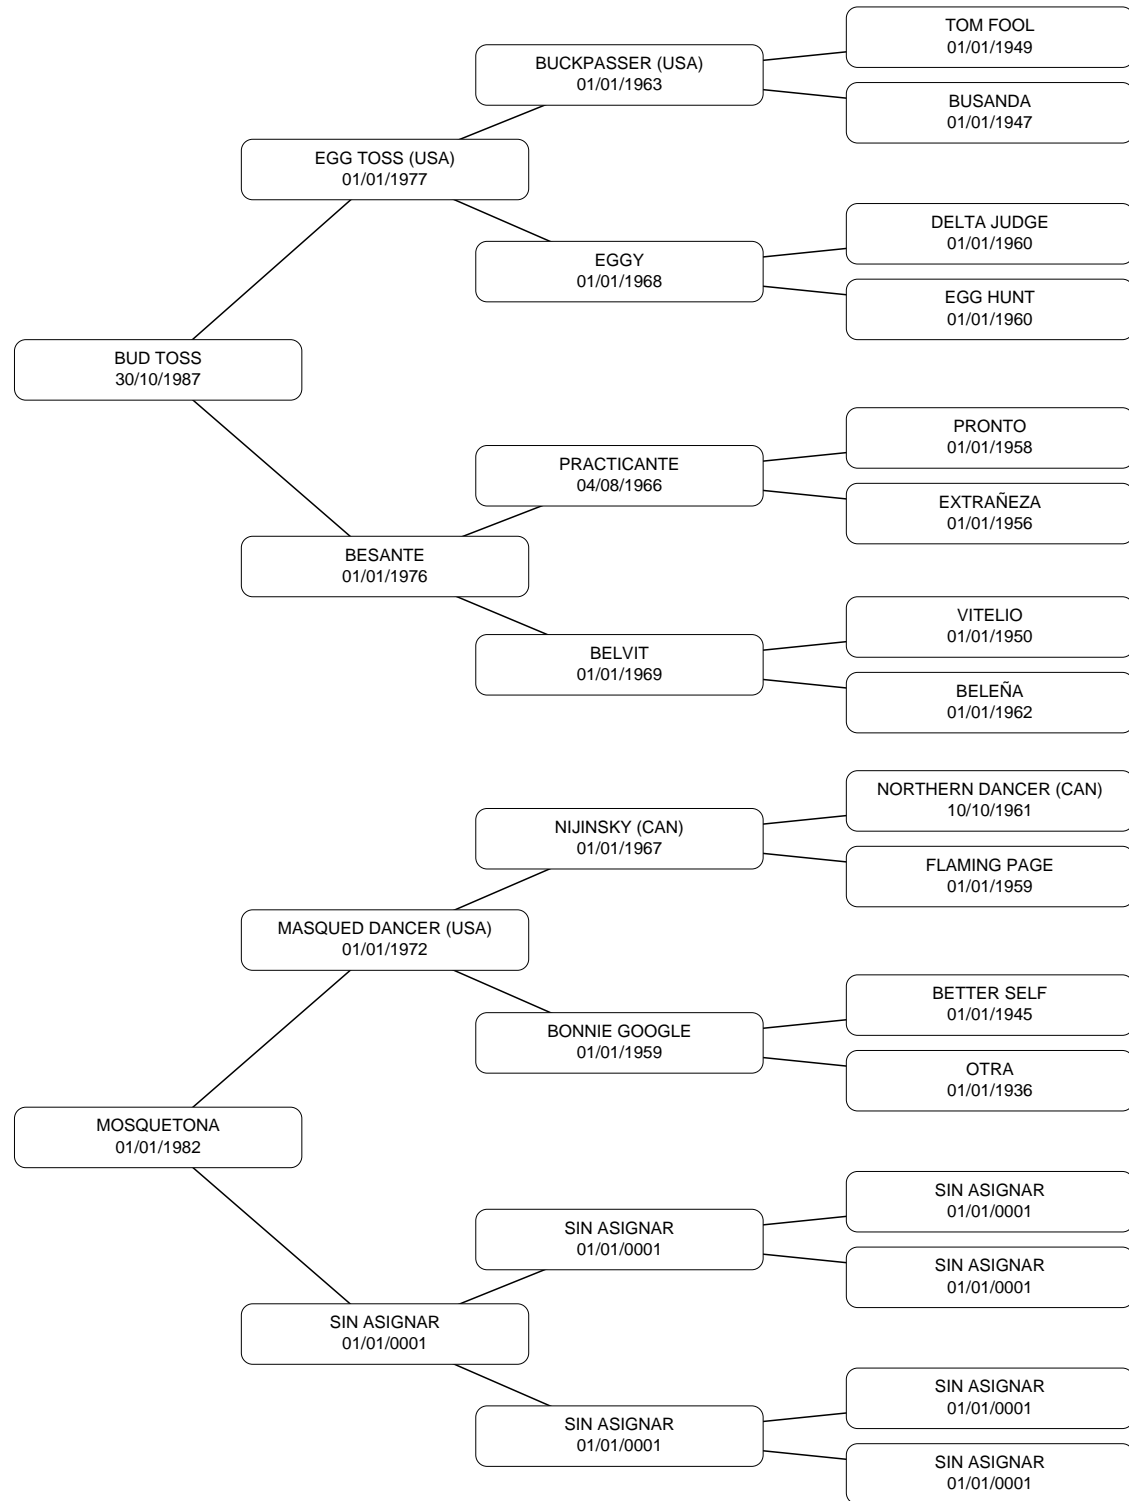 TOM FOOL
01/01/1949
BUCKPASSER (USA)
01/01/1963
BUSANDA
01/01/1947
EGG TOSS (USA)
01/01/1977
DELTA JUDGE
01/01/1960
EGGY
01/01/1968
EGG HUNT
01/01/1960
BUD TOSS
30/10/1987
PRONTO
01/01/1958
PRACTICANTE
04/08/1966
EXTRAÑEZA
01/01/1956
BESANTE
01/01/1976
VITELIO
01/01/1950
BELVIT
01/01/1969
BELEÑA
01/01/1962
NORTHERN DANCER (CAN)
10/10/1961
NIJINSKY (CAN)
01/01/1967
FLAMING PAGE
01/01/1959
MASQUED DANCER (USA)
01/01/1972
BETTER SELF
01/01/1945
BONNIE GOOGLE
01/01/1959
OTRA
01/01/1936
MOSQUETONA
01/01/1982
SIN ASIGNAR
01/01/0001
SIN ASIGNAR
01/01/0001
SIN ASIGNAR
01/01/0001
SIN ASIGNAR
01/01/0001
SIN ASIGNAR
01/01/0001
SIN ASIGNAR
01/01/0001
SIN ASIGNAR
01/01/0001